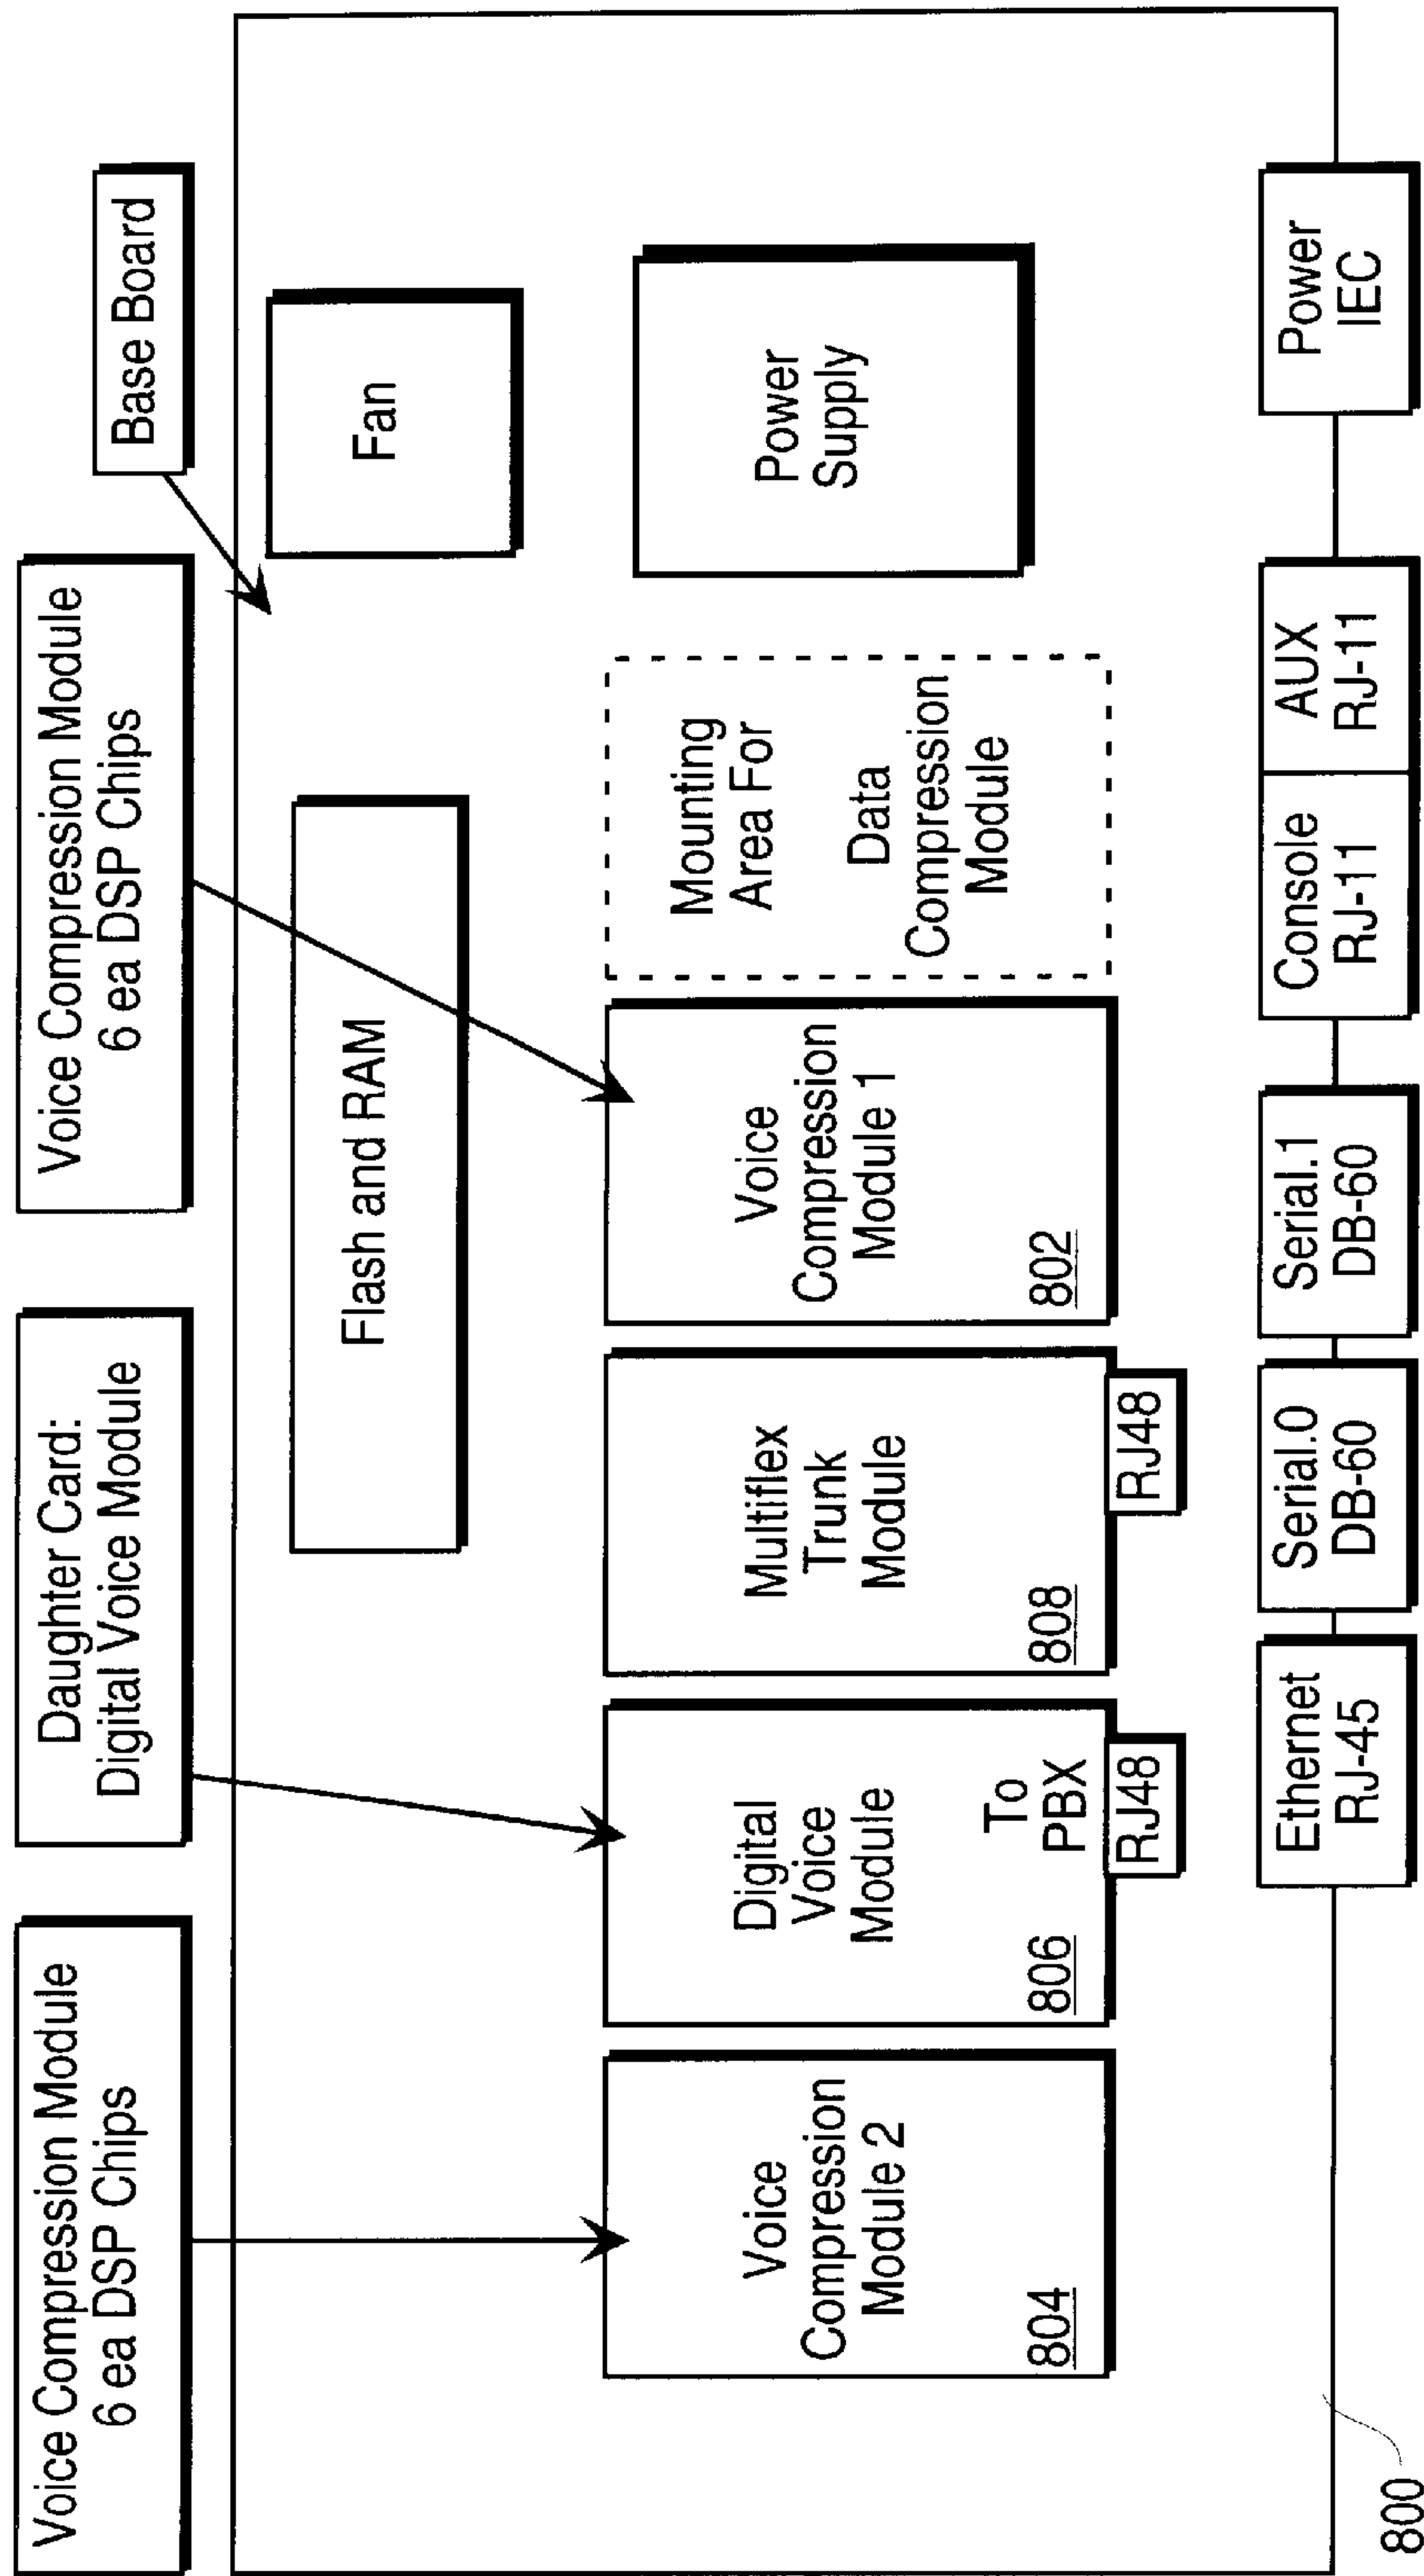 Voice Compression Module
6 ea DSP Chips
Daughter Card:
Digital Voice Module
Voice Compression Module
6 ea DSP Chips
Base Board
Flash and RAM
Fan
Voice
Compression
Module 2
804
Digital
Voice
Module
806
To
PBX
RJ48
Multiflex
Trunk
Module
808
RJ48
Voice
Compression
Module 1
802
Mounting
Area For
Data
Compression
Module
Power
Supply
Ethernet
RJ-45
Serial.0
DB-60
Serial.1
DB-60
Console
RJ-11
AUX
RJ-11
Power
IEC
800